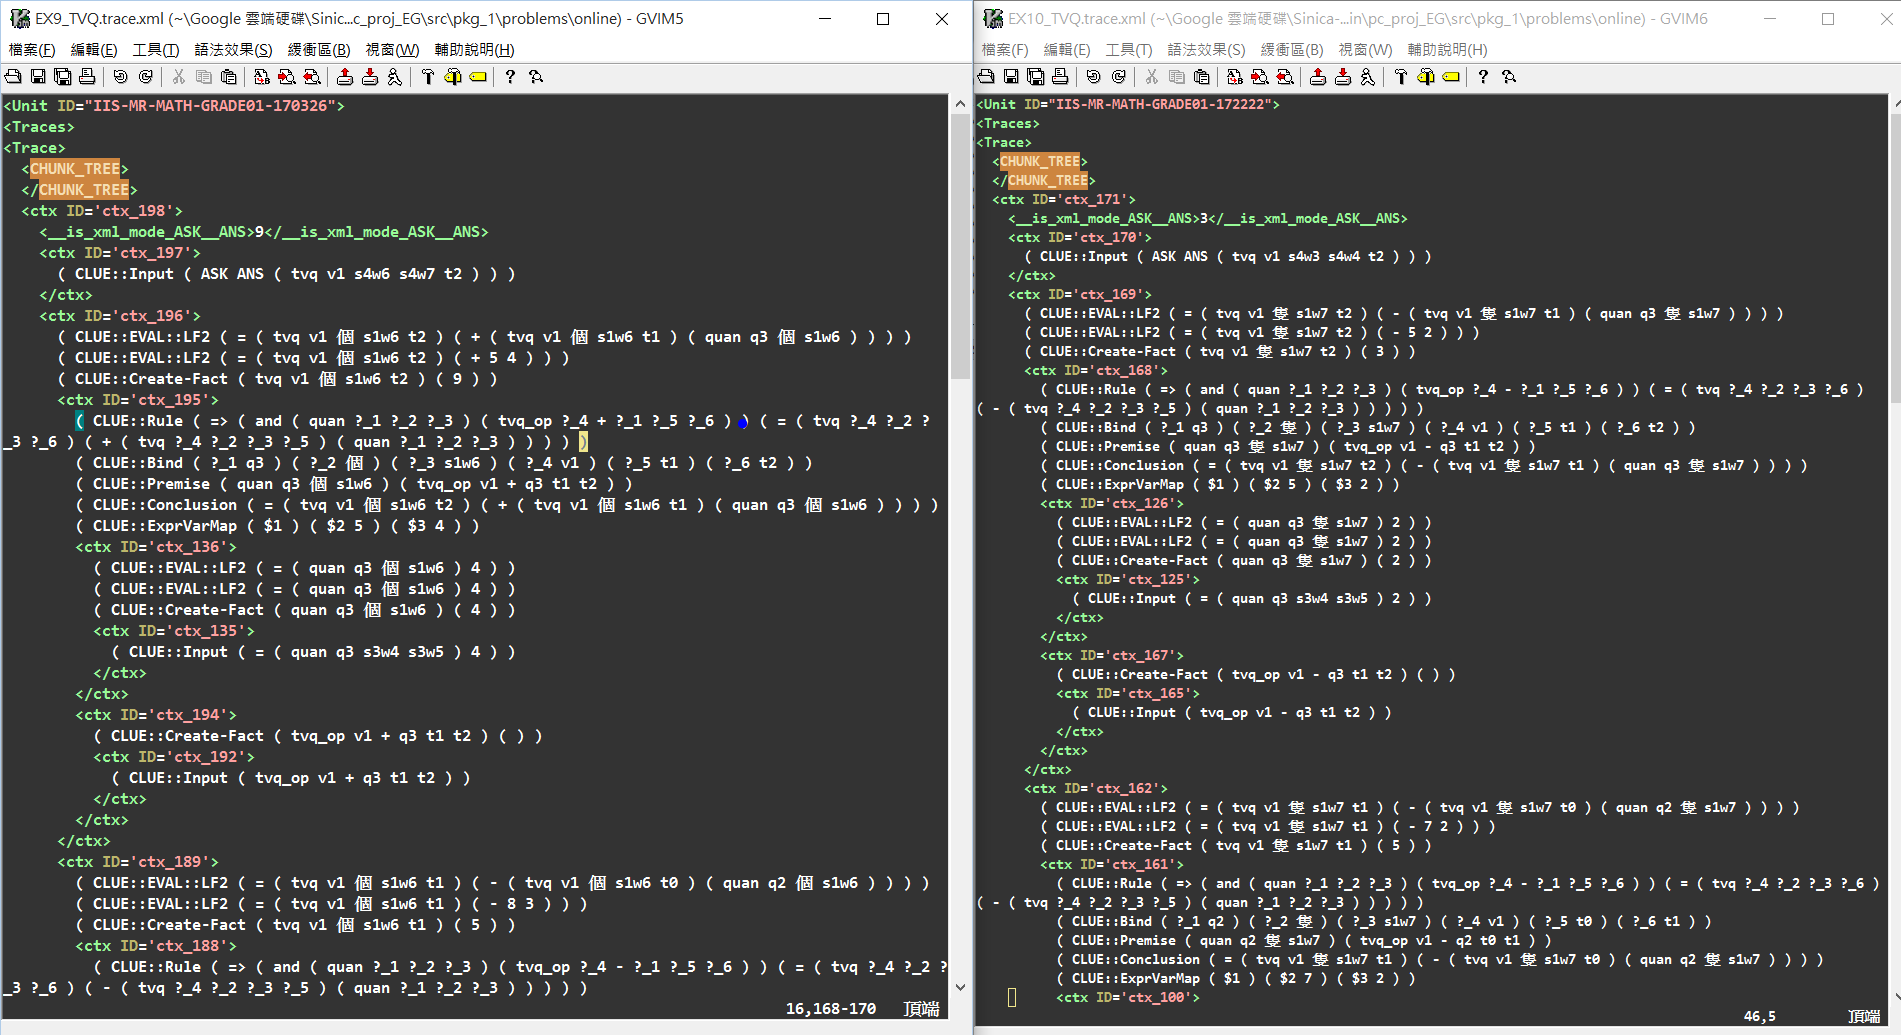 EX9_TVQ.trace.xml (~\Google 雲端硬碟\Sinic...c_proj_EG\src\pkg_1\problems\online) - GVIM5
檔案(F) 編輯(E) 工具(T) 語法效果(S) 緩衝區(B) 視窗(W) 輔助說明(H)
<Unit ID="IIS-MR-MATH-GRADE01-170326">
<Traces>
<Trace>
<CHUNK_TREE>
</CHUNK_TREE>
<ctx ID='ctx_198'>
<__is_xml_mode_ASK__ANS>9</__is_xml_mode_ASK__ANS>
<ctx ID='ctx_197'>
( CLUE::Input ( ASK ANS ( tvq v1 s4w6 s4w7 t2 ) ) )
</ctx>
<ctx ID='ctx_196'>
( CLUE::EVAL::LF2 ( = ( tvq v1 個 s1w6 t2 ) ( + ( tvq v1 個 s1w6 t1 ) ( quan q3 個 s1w6 ) ) ) )
( CLUE::EVAL::LF2 ( = ( tvq v1 個 s1w6 t2 ) ( + 5 4 ) ) )
( CLUE::Create-Fact ( tvq v1 個 s1w6 t2 ) ( 9 ) )
<ctx ID='ctx_195'>
( CLUE::Rule ( => ( and ( quan ?_1 ?_2 ?_3 ) ( tvq_op ?_4 + ?_1 ?_5 ?_6 ) ) ( = ( tvq ?_4 ?_2 ?
_3 ?_6 ) ( + ( tvq ?_4 ?_2 ?_3 ?_5 ) ( quan ?_1 ?_2 ?_3 ) ) ) ) )
( CLUE::Bind ( ?_1 q3 ) ( ?_2 個 ) ( ?_3 s1w6 ) ( ?_4 v1 ) ( ?_5 t1 ) ( ?_6 t2 ) )
( CLUE::Premise ( quan q3 個 s1w6 ) ( tvq_op v1 + q3 t1 t2 ) )
( CLUE::Conclusion ( = ( tvq v1 個 s1w6 t2 ) ( + ( tvq v1 個 s1w6 t1 ) ( quan q3 個 s1w6 ) ) ) )
( CLUE::ExprVarMap ( $1 ) ( $2 5 ) ( $3 4 ) )
<ctx ID='ctx_136'>
( CLUE::EVAL::LF2 ( = ( quan q3 個 s1w6 ) 4 ) )
( CLUE::EVAL::LF2 ( = ( quan q3 個 s1w6 ) 4 ) )
( CLUE::Create-Fact ( quan q3 個 s1w6 ) ( 4 ) )
<ctx ID='ctx_135'>
( CLUE::Input ( = ( quan q3 s3w4 s3w5 ) 4 ) )
</ctx>
</ctx>
<ctx ID='ctx_194'>
( CLUE::Create-Fact ( tvq_op v1 + q3 t1 t2 ) ( ) )
<ctx ID='ctx_192'>
( CLUE::Input ( tvq_op v1 + q3 t1 t2 ) )
</ctx>
</ctx>
</ctx>
<ctx ID='ctx_189'>
( CLUE::EVAL::LF2 ( = ( tvq v1 個 s1w6 t1 ) ( - ( tvq v1 個 s1w6 t0 ) ( quan q2 個 s1w6 ) ) ) )
( CLUE::EVAL::LF2 ( = ( tvq v1 個 s1w6 t1 ) ( - 8 3 ) ) )
( CLUE::Create-Fact ( tvq v1 個 s1w6 t1 ) ( 5 ) )
<ctx ID='ctx_188'>
( CLUE::Rule ( => ( and ( quan ?_1 ?_2 ?_3 ) ( tvq_op ?_4 - ?_1 ?_5 ?_6 ) ) ( = ( tvq ?_4 ?_2 ?
_3 ?_6 ) ( - ( tvq ?_4 ?_2 ?_3 ?_5 ) ( quan ?_1 ?_2 ?_3 ) ) ) ) )
16,168-170 頂端
EX10_TVQ.trace.xml (~\Google 雲端硬碟\Sinica-...in\pc_proj_EG\src\pkg_1\problems\online) - GVIM6
檔案(F) 編輯(E) 工具(T) 語法效果(S) 緩衝區(B) 視窗(W) 輔助說明(H)
<Unit ID="IIS-MR-MATH-GRADE01-172222">
<Traces>
<Trace>
<CHUNK_TREE>
</CHUNK_TREE>
<ctx ID='ctx_171'>
<__is_xml_mode_ASK__ANS>3</__is_xml_mode_ASK__ANS>
<ctx ID='ctx_170'>
( CLUE::Input ( ASK ANS ( tvq v1 s4w3 s4w4 t2 ) ) )
</ctx>
<ctx ID='ctx_169'>
( CLUE::EVAL::LF2 ( = ( tvq v1 隻 s1w7 t2 ) ( - ( tvq v1 隻 s1w7 t1 ) ( quan q3 隻 s1w7 ) ) ) )
( CLUE::EVAL::LF2 ( = ( tvq v1 隻 s1w7 t2 ) ( - 5 2 ) ) )
( CLUE::Create-Fact ( tvq v1 隻 s1w7 t2 ) ( 3 ) )
<ctx ID='ctx_168'>
( CLUE::Rule ( => ( and ( quan ?_1 ?_2 ?_3 ) ( tvq_op ?_4 - ?_1 ?_5 ?_6 ) ) ( = ( tvq ?_4 ?_2 ?_3 ?_6 )
( - ( tvq ?_4 ?_2 ?_3 ?_5 ) ( quan ?_1 ?_2 ?_3 ) ) ) ) )
( CLUE::Bind ( ?_1 q3 ) ( ?_2 隻 ) ( ?_3 s1w7 ) ( ?_4 v1 ) ( ?_5 t1 ) ( ?_6 t2 ) )
( CLUE::Premise ( quan q3 隻 s1w7 ) ( tvq_op v1 - q3 t1 t2 ) )
( CLUE::Conclusion ( = ( tvq v1 隻 s1w7 t2 ) ( - ( tvq v1 隻 s1w7 t1 ) ( quan q3 隻 s1w7 ) ) ) )
( CLUE::ExprVarMap ( $1 ) ( $2 5 ) ( $3 2 ) )
<ctx ID='ctx_126'>
( CLUE::EVAL::LF2 ( = ( quan q3 隻 s1w7 ) 2 ) )
( CLUE::EVAL::LF2 ( = ( quan q3 隻 s1w7 ) 2 ) )
( CLUE::Create-Fact ( quan q3 隻 s1w7 ) ( 2 ) )
<ctx ID='ctx_125'>
( CLUE::Input ( = ( quan q3 s3w4 s3w5 ) 2 ) )
</ctx>
</ctx>
<ctx ID='ctx_167'>
( CLUE::Create-Fact ( tvq_op v1 - q3 t1 t2 ) ( ) )
<ctx ID='ctx_165'>
( CLUE::Input ( tvq_op v1 - q3 t1 t2 ) )
</ctx>
</ctx>
</ctx>
<ctx ID='ctx_162'>
( CLUE::EVAL::LF2 ( = ( tvq v1 隻 s1w7 t1 ) ( - ( tvq v1 隻 s1w7 t0 ) ( quan q2 隻 s1w7 ) ) ) )
( CLUE::EVAL::LF2 ( = ( tvq v1 隻 s1w7 t1 ) ( - 7 2 ) ) )
( CLUE::Create-Fact ( tvq v1 隻 s1w7 t1 ) ( 5 ) )
<ctx ID='ctx_161'>
( CLUE::Rule ( => ( and ( quan ?_1 ?_2 ?_3 ) ( tvq_op ?_4 - ?_1 ?_5 ?_6 ) ) ( = ( tvq ?_4 ?_2 ?_3 ?_6 )
( - ( tvq ?_4 ?_2 ?_3 ?_5 ) ( quan ?_1 ?_2 ?_3 ) ) ) ) )
( CLUE::Bind ( ?_1 q2 ) ( ?_2 隻 ) ( ?_3 s1w7 ) ( ?_4 v1 ) ( ?_5 t0 ) ( ?_6 t1 ) )
( CLUE::Premise ( quan q2 隻 s1w7 ) ( tvq_op v1 - q2 t0 t1 ) )
( CLUE::Conclusion ( = ( tvq v1 隻 s1w7 t1 ) ( - ( tvq v1 隻 s1w7 t0 ) ( quan q2 隻 s1w7 ) ) ) )
( CLUE::ExprVarMap ( $1 ) ( $2 7 ) ( $3 2 ) )
<ctx ID='ctx_100'>
46,5 頂端